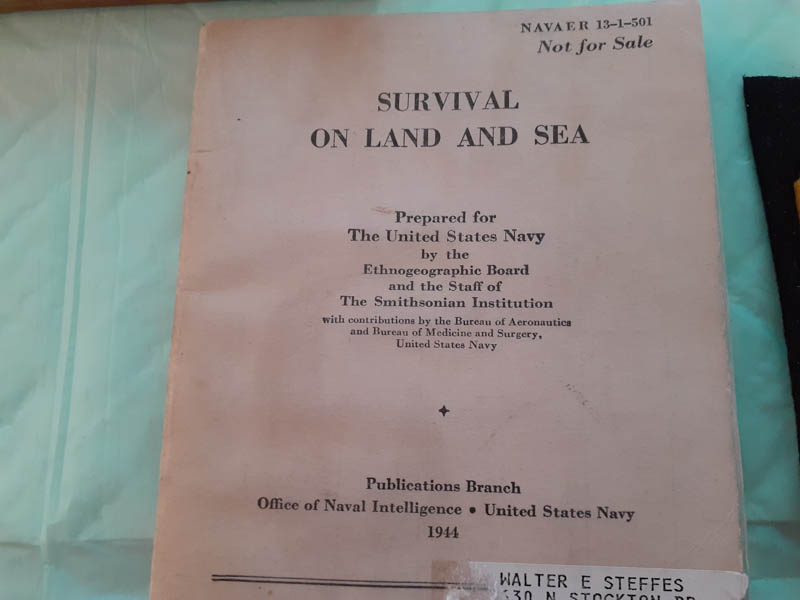 NAVAER 13-1-501
Not for Sale
SURVIVAL
ON LAND AND SEA
Prepared for
The United States Navy
by the
Ethnogeographic Board
and the Staff of
The Smithsonian Institution
with contributions by the Bureau of Aeronautics
and Bureau of Medicine and Surgery,
United States Navy
Publications Branch
Office of Naval Intelligence • United States Navy
1944
WALTER E STEFFES
N STOCKTON